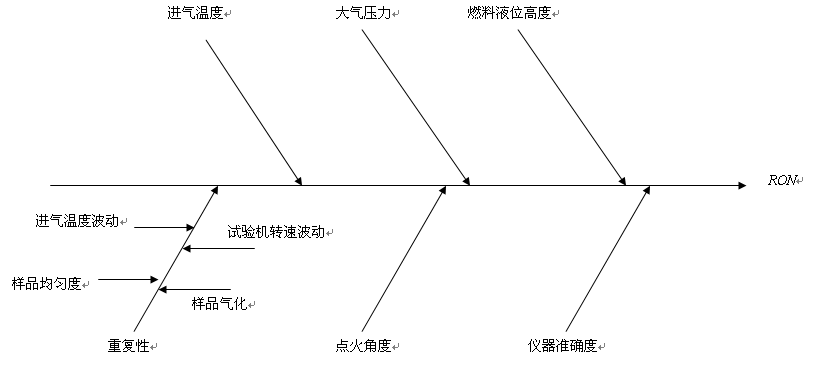 进气温度
大气压力
燃料液位高度
RON
进气温度波动
试验机转速波动
样品均匀度
样品气化
重复性
点火角度
仪器准确度